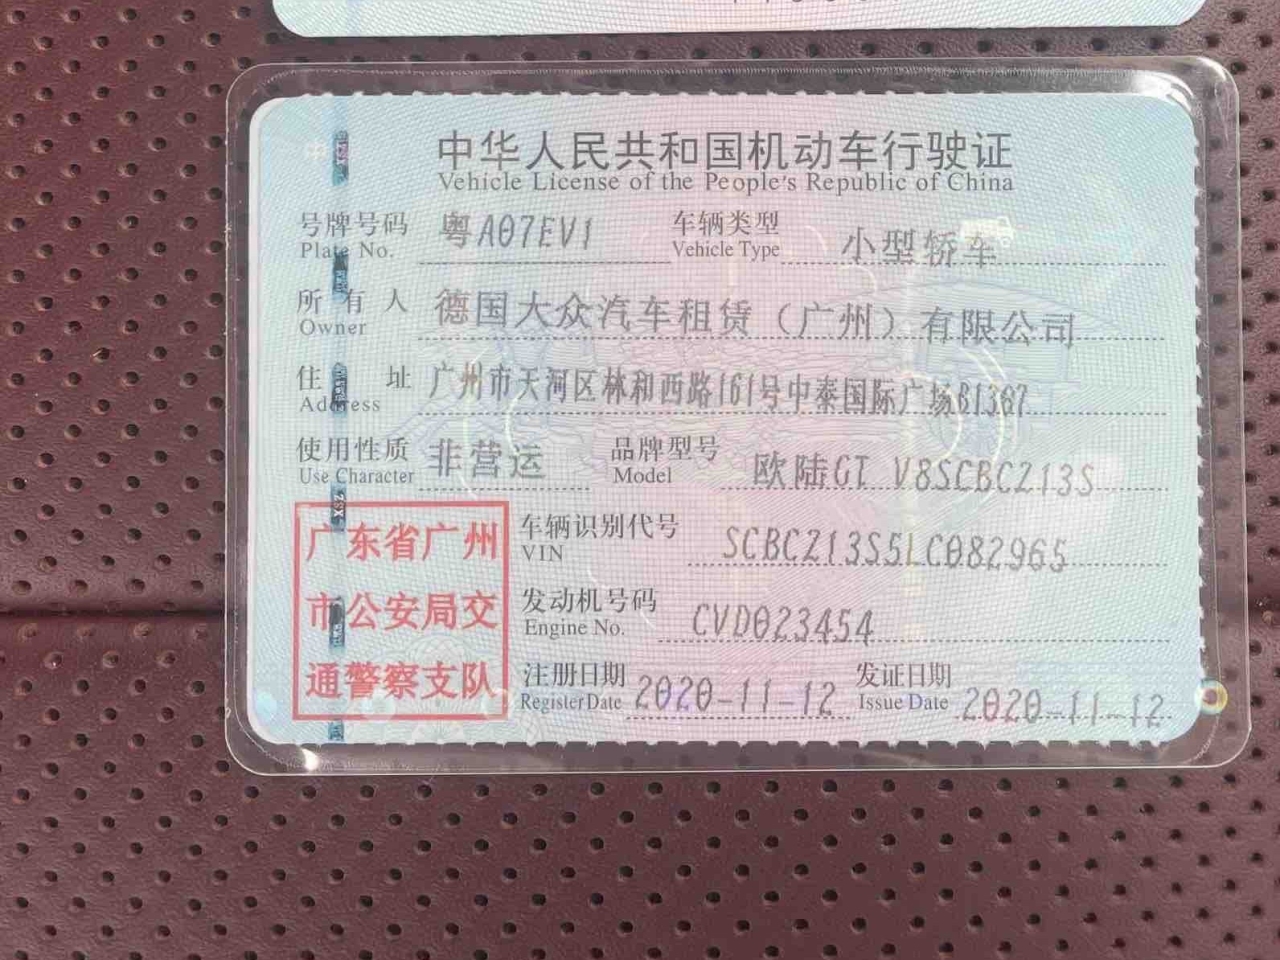 中华人民共和国机动车行驶证
Vehicle License of the People's Republic of China
号牌号码 粤A07EV1 车辆类型 小型轿车
Plate No. Vehicle Type
所有人 德国大众汽车租赁（广州）有限公司
Owner
住址 广州市天河区林和西路161号中泰国际广场B1367
Address
使用性质 非营运 品牌型号 欧陆GT V8SCBCZ13S
Use Character Model
广东省广州
市公安局交
通警察支队
车辆识别代号 SCBCZ13S5LC082965
VIN
发动机号码 CVD023454
Engine No.
注册日期 2020-11-12 发证日期 2020-11-12
Register Date Issue Date